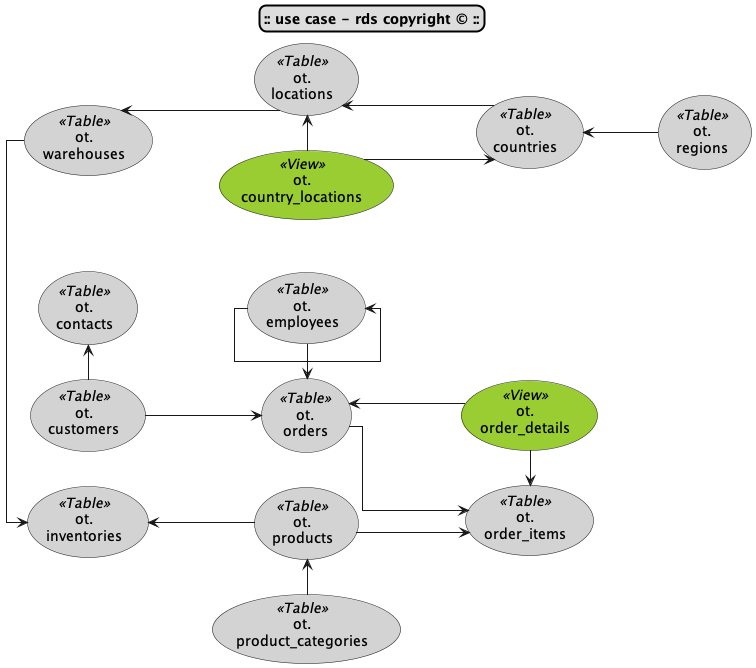 :: use case – rds copyright © ::
«Table»
ot.
locations
«Table»
ot.
warehouses
«Table»
ot.
countries
«Table»
ot.
regions
«View»
ot.
country_locations
«Table»
ot.
contacts
«Table»
ot.
employees
«Table»
ot.
customers
«Table»
ot.
orders
«View»
ot.
order_details
«Table»
ot.
inventories
«Table»
ot.
products
«Table»
ot.
order_items
«Table»
ot.
product_categories